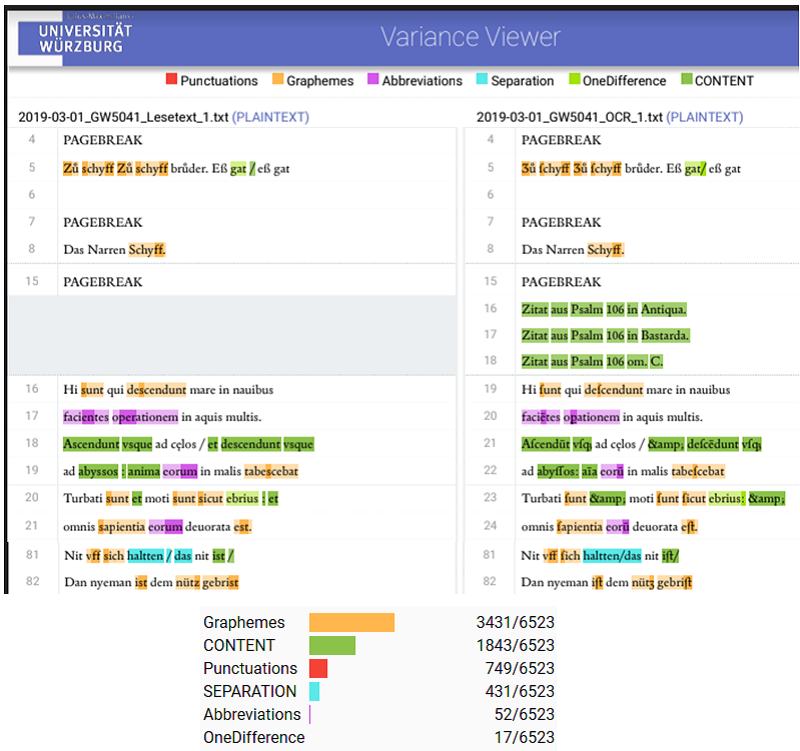 UNIVERSITÄT
WÜRZBURG
Variance Viewer
Punctuations Graphemes Abbreviations Separation OneDifference CONTENT
2019-03-01_GW5041_Lesetext_1.txt (PLAINTEXT) 2019-03-01_GW5041_OCR_1.txt (PLAINTEXT)
4 PAGEBREAK 4 PAGEBREAK
5 Zů schyff Zů schyff brůder. Eß gat / eß gat 5 Ʒů ſchyff Ʒů ſchyff brůder. Eß gat/ eß gat
6 6
7 PAGEBREAK 7 PAGEBREAK
8 Das Narren Schyff. 8 Das Narren Schyff.
15 PAGEBREAK 15 PAGEBREAK
16 Zitat aus Psalm 106 in Antiqua.
17 Zitat aus Psalm 106 in Bastarda.
18 Zitat aus Psalm 106 om. C.
16 Hi sunt qui descendunt mare in nauibus 19 Hi ſunt qui deſcendunt mare in nauibus
17 facientes operationem in aquis multis. 20 faciẽtes opationem in aquis multis.
18 Ascendunt vsque ad cęlos / et descendunt vsque 21 Aſcendũt vſq, ad cęlos / &amp; deſcẽdunt vſq,
19 ad abyssos : anima eorum in malis tabescebat 22 ad abyſſos: aĩa eorũ in malis tabeſcebat
20 Turbati sunt et moti sunt sicut ebrius : et 23 Turbati ſunt &amp; moti ſunt ſicut ebrius: &amp;
21 omnis sapientia eorum deuorata est. 24 omnis ſapientia eorũ deuorata eſt.
81 Nit vff sich haltten / das nit ist / 81 Nit vff ſich haltten/das nit iſt/
82 Dan nyeman ist dem nütz gebrist 82 Dan nyeman iſt dem nütʒ gebriſt
Graphemes 3431/6523
CONTENT 1843/6523
Punctuations 749/6523
SEPARATION 431/6523
Abbreviations 52/6523
OneDifference 17/6523